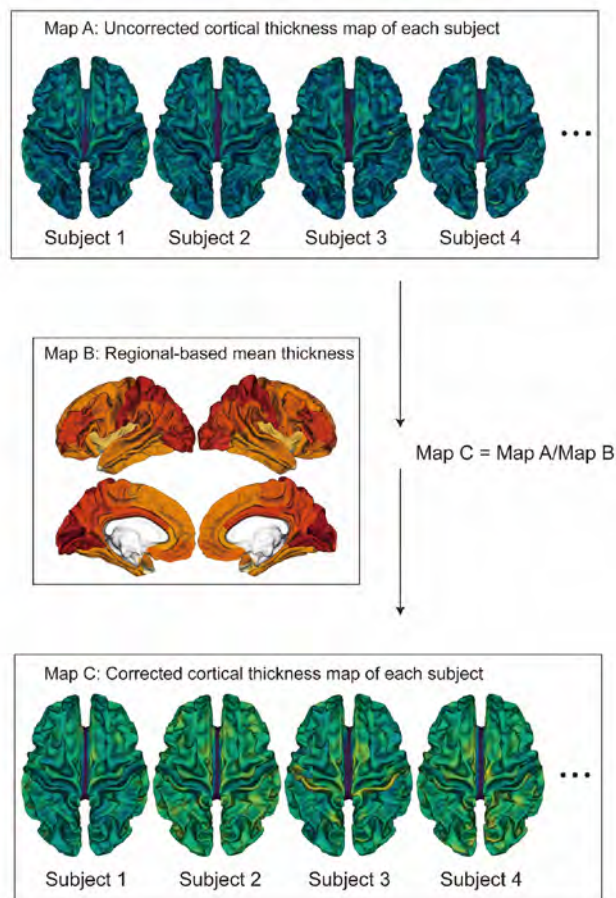 Map A: Uncorrected cortical thickness map of each subject
Subject 1 Subject 2 Subject 3 Subject 4
Map B: Regional-based mean thickness
Map C = Map A/Map B
Map C: Corrected cortical thickness map of each subject
Subject 1 Subject 2 Subject 3 Subject 4